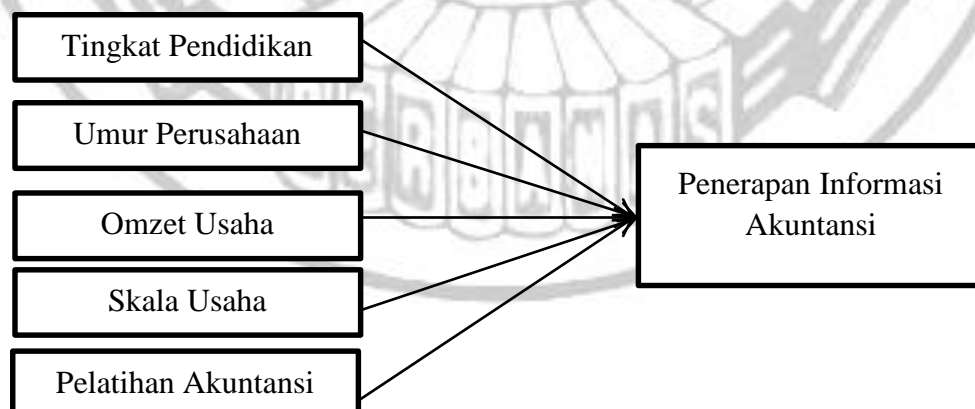 Tingkat Pendidikan
Umur Perusahaan
Omzet Usaha
Skala Usaha
Pelatihan Akuntansi
Penerapan Informasi
Akuntansi